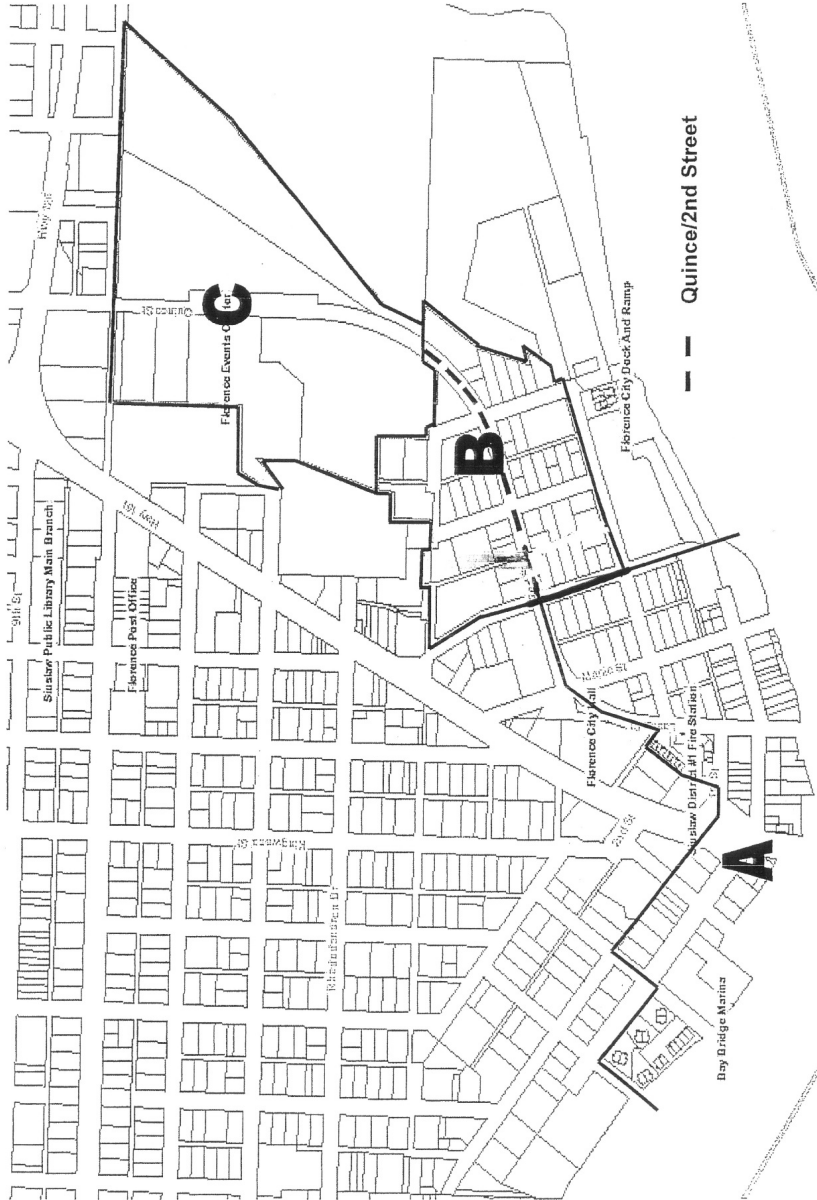 9th St
Siuslaw Public Library Main Branch
Florence Post Office
Hwy 101
Quince St
C
Florence Events
B
Quince/2nd Street
Florence City Dock And Ramp
Kingwood St
Rhododendron Dr
Florence City Hall
Maple St
Siuslaw District #1 Fire Station
2nd St
A
Bay Bridge Marina